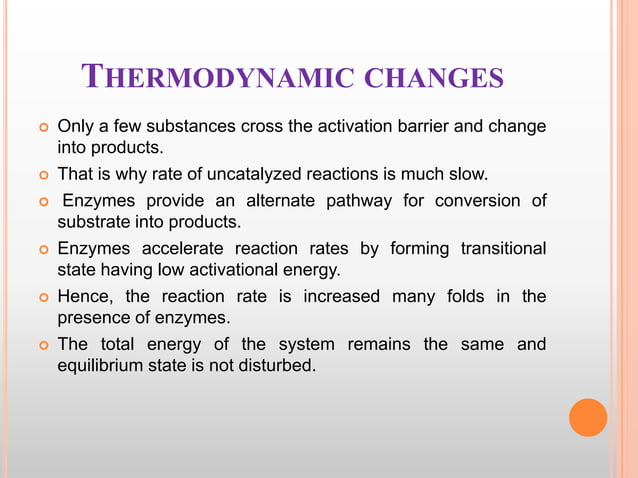 THERMODYNAMIC CHANGES
Only a few substances cross the activation barrier and change
into products.
That is why rate of uncatalyzed reactions is much slow.
Enzymes provide an alternate pathway for conversion of
substrate into products.
Enzymes accelerate reaction rates by forming transitional
state having low activational energy.
Hence, the reaction rate is increased many folds in the
presence of enzymes.
The total energy of the system remains the same and
equilibrium state is not disturbed.